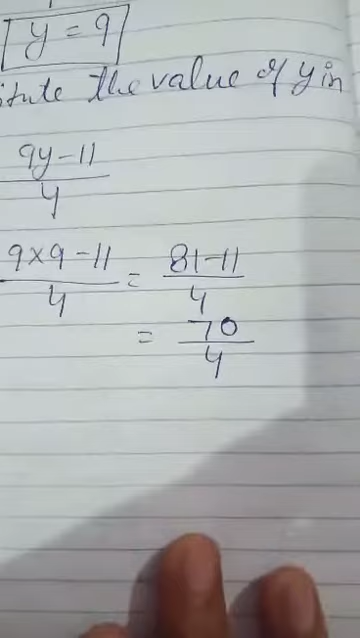 y = 9
itute the value of y in
9y-11
4
9×9-11 = 81-11
4 4
= 70
4